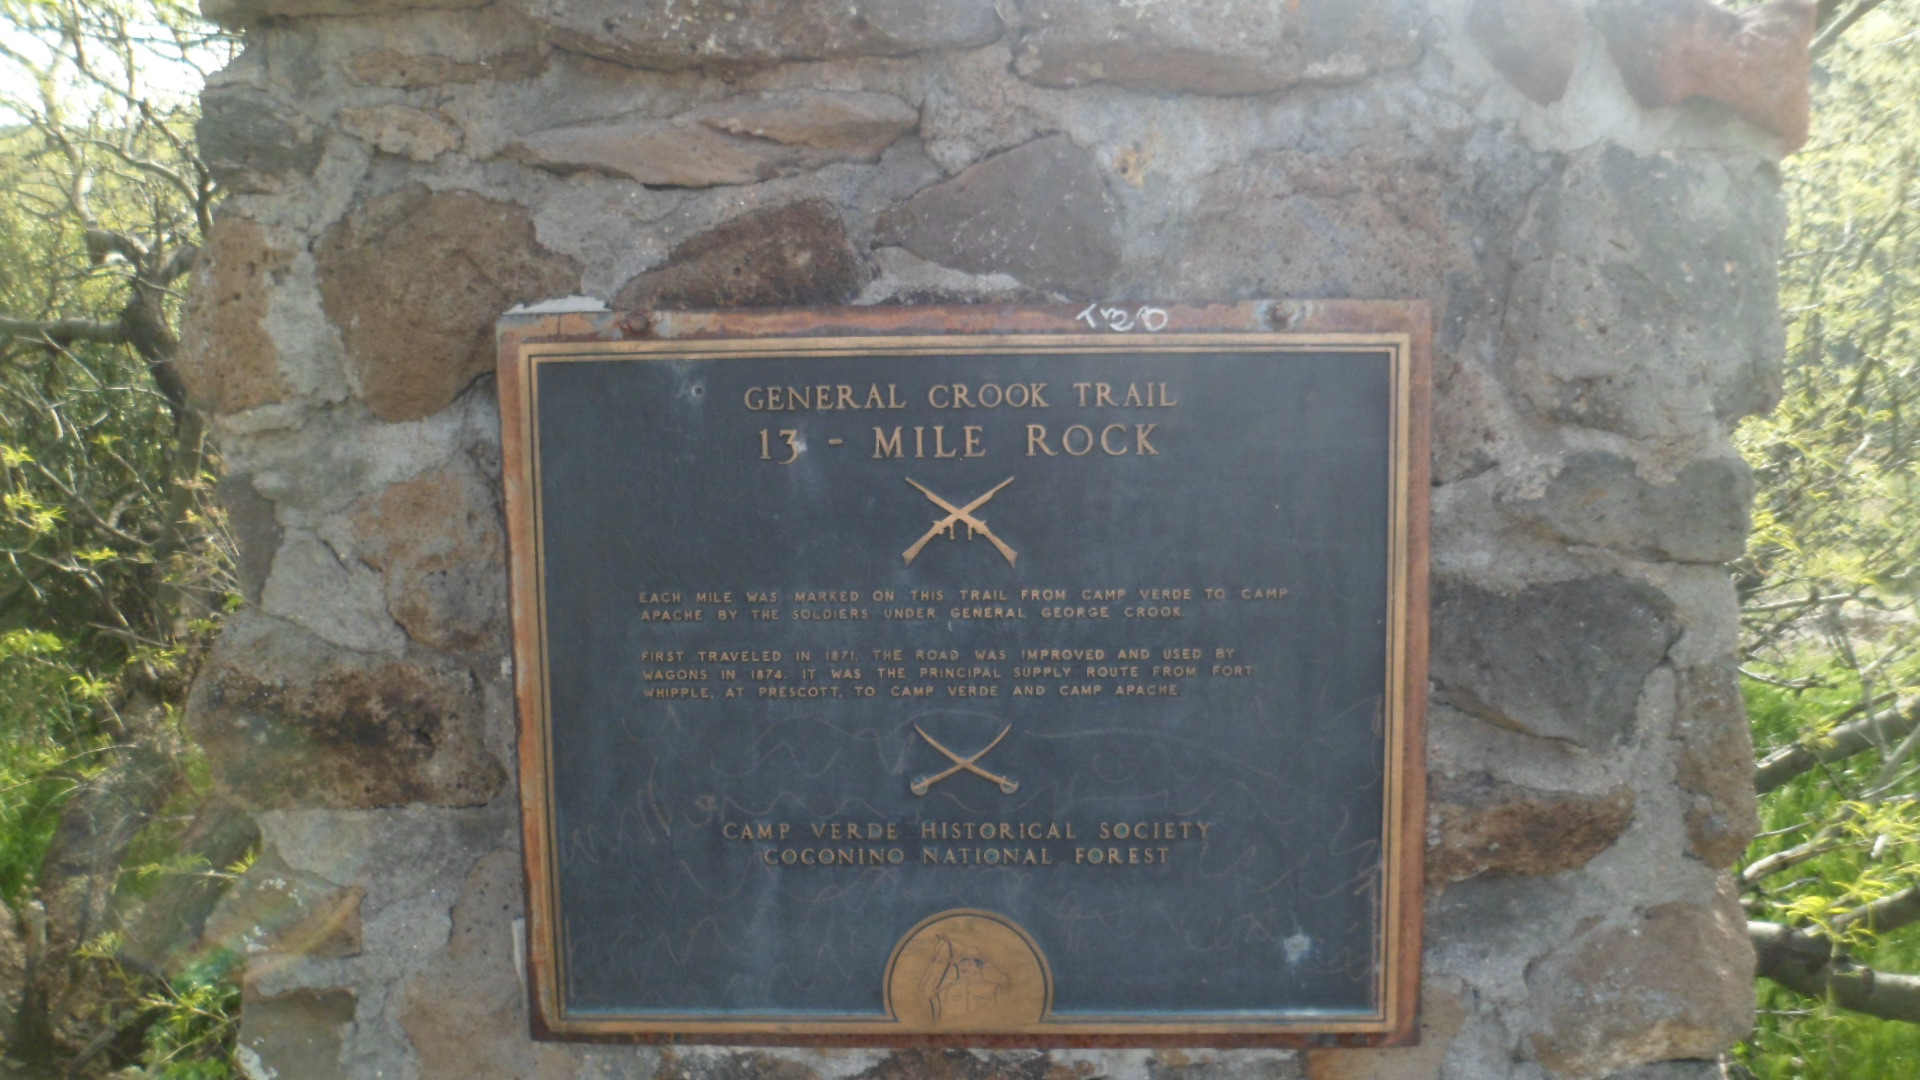 GENERAL CROOK TRAIL
13 - MILE ROCK
EACH MILE WAS MARKED ON THIS TRAIL FROM CAMP VERDE TO CAMP
APACHE BY THE SOLDIERS UNDER GENERAL GEORGE CROOK.
FIRST TRAVELED IN 1871, THE ROAD WAS IMPROVED AND USED BY
WAGONS IN 1874. IT WAS THE PRINCIPAL SUPPLY ROUTE FROM FORT
WHIPPLE, AT PRESCOTT, TO CAMP VERDE AND CAMP APACHE.
CAMP VERDE HISTORICAL SOCIETY
COCONINO NATIONAL FOREST